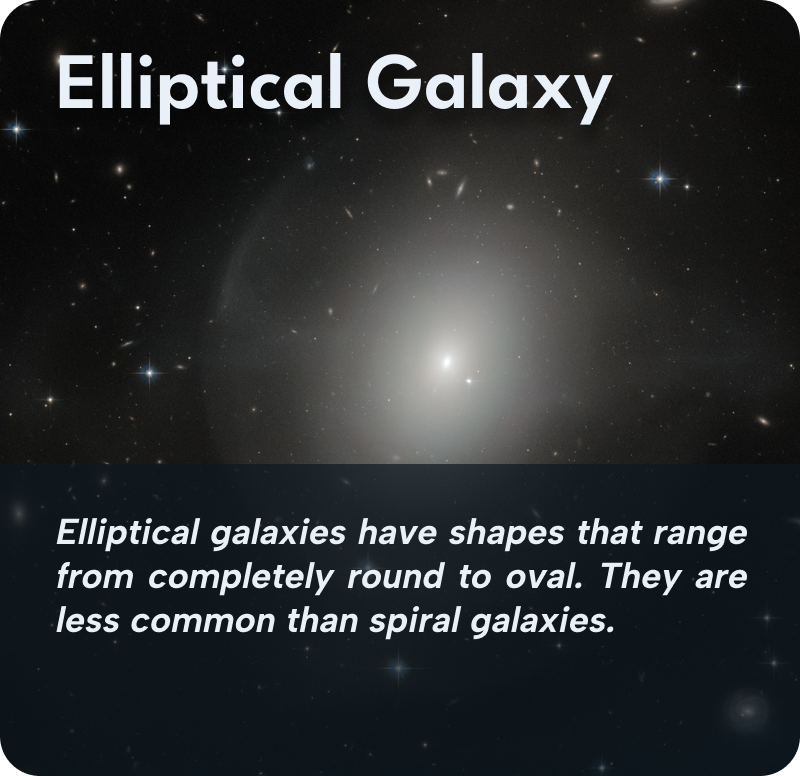 Elliptical Galaxy
Elliptical galaxies have shapes that range
from completely round to oval. They are
less common than spiral galaxies.